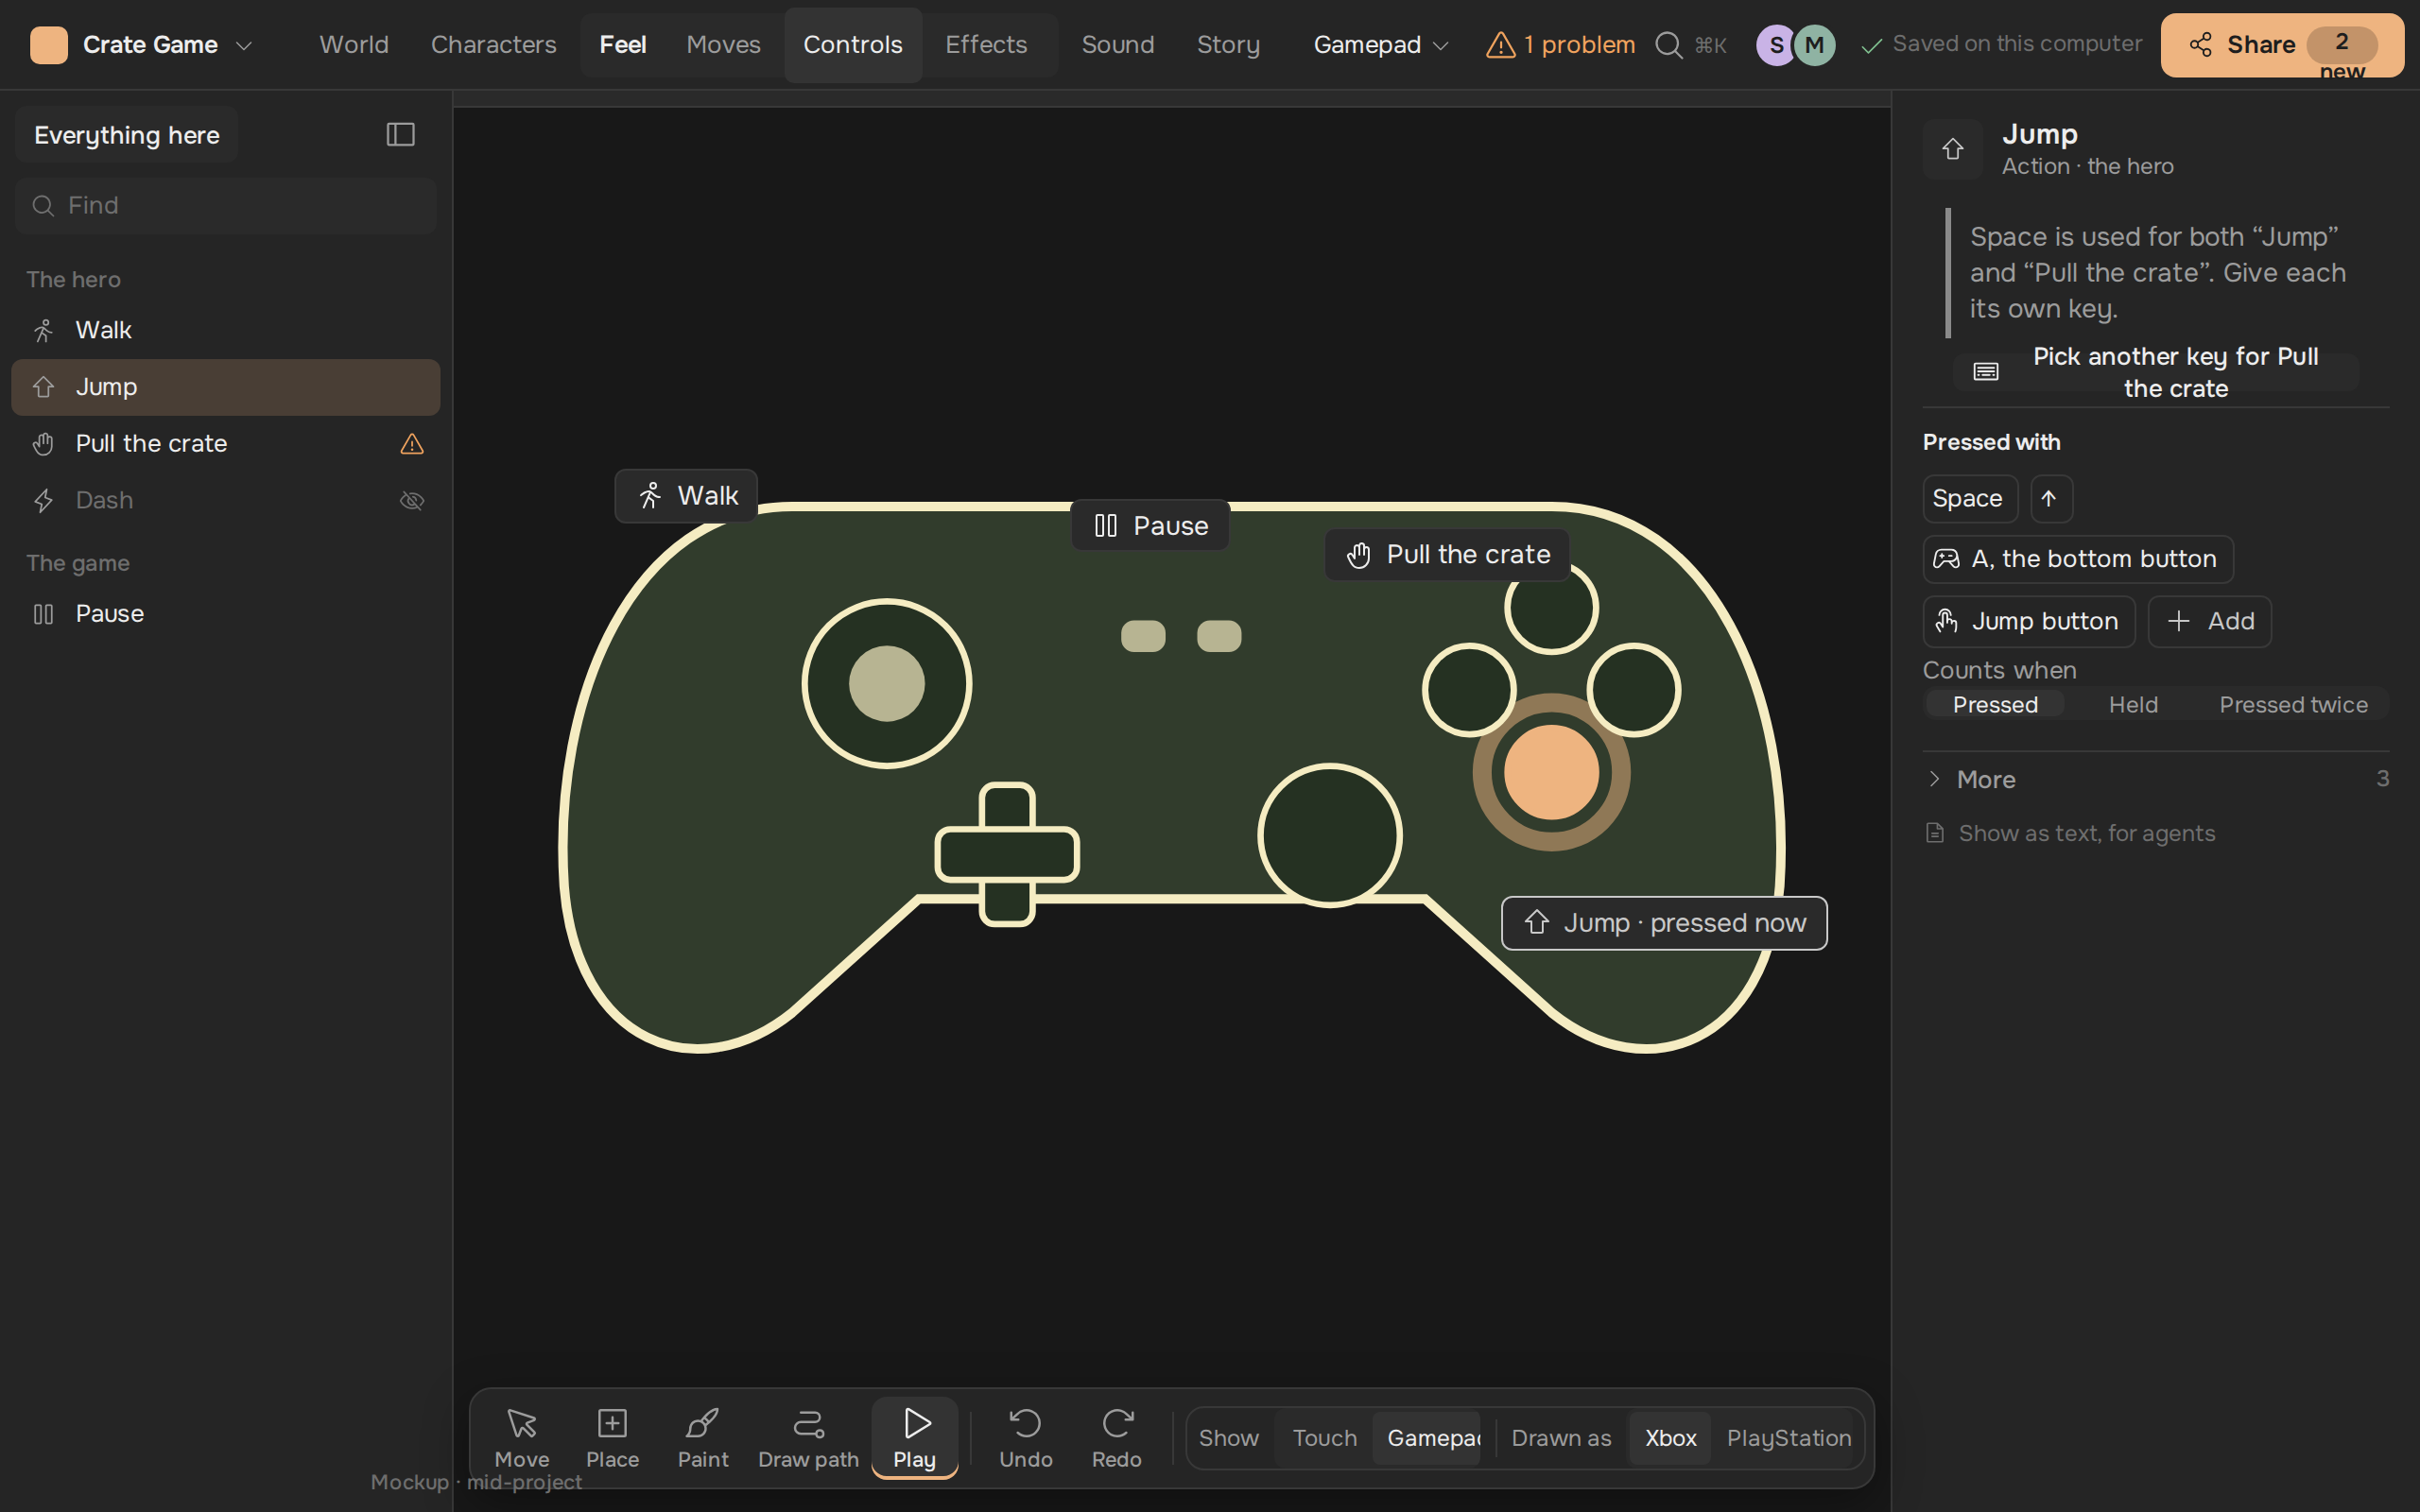 Crate Game
World
Characters
Feel
Moves
Controls
Effects
Sound
Story
Gamepad
1 problem
⌘K
S
M
Saved on this computer
Share
2 new
Everything here
Find
The hero
Walk
Jump
Pull the crate
Dash
The game
Pause
Walk
Pause
Pull the crate
Jump · pressed now
Jump
Action · the hero
Space is used for both “Jump”
and “Pull the crate”. Give each
its own key.
Pick another key for Pull
the crate
Pressed with
Space
↑
A, the bottom button
Jump button
Add
Counts when
Pressed
Held
Pressed twice
More
3
Show as text, for agents
Move
Place
Paint
Draw path
Play
Undo
Redo
Show
Touch
Gamepad
Drawn as
Xbox
PlayStation
Mockup · mid-project